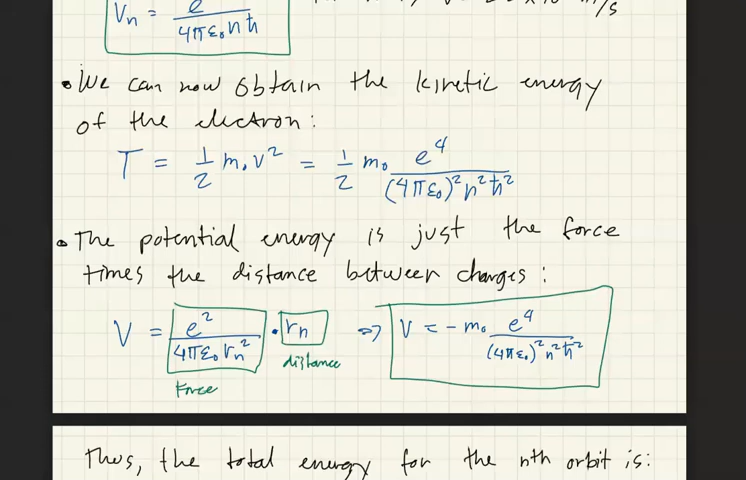 Vₙ = e / 4πε₀nℏ
m/s
• We can now obtain the kinetic energy
of the electron:
T = 1/2 m₀v² = 1/2 m₀ e⁴ / (4πε₀)²n²ℏ²
• The potential energy is just the force
times the distance between charges:
V = e² / 4πε₀rₙ² · rₙ ⇒ V = - m₀ e⁴ / (4πε₀)²n²ℏ²
Force
distance
Thus, the total energy for the nth orbit is: